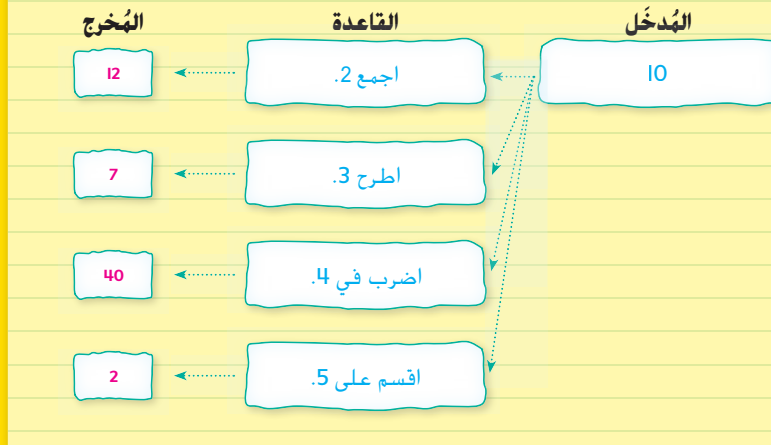 المُدخَل القاعدة المُخرج
10 اجمع 2. 12
اطرح 3. 7
اضرب في 4. 40
اقسم على 5. 2